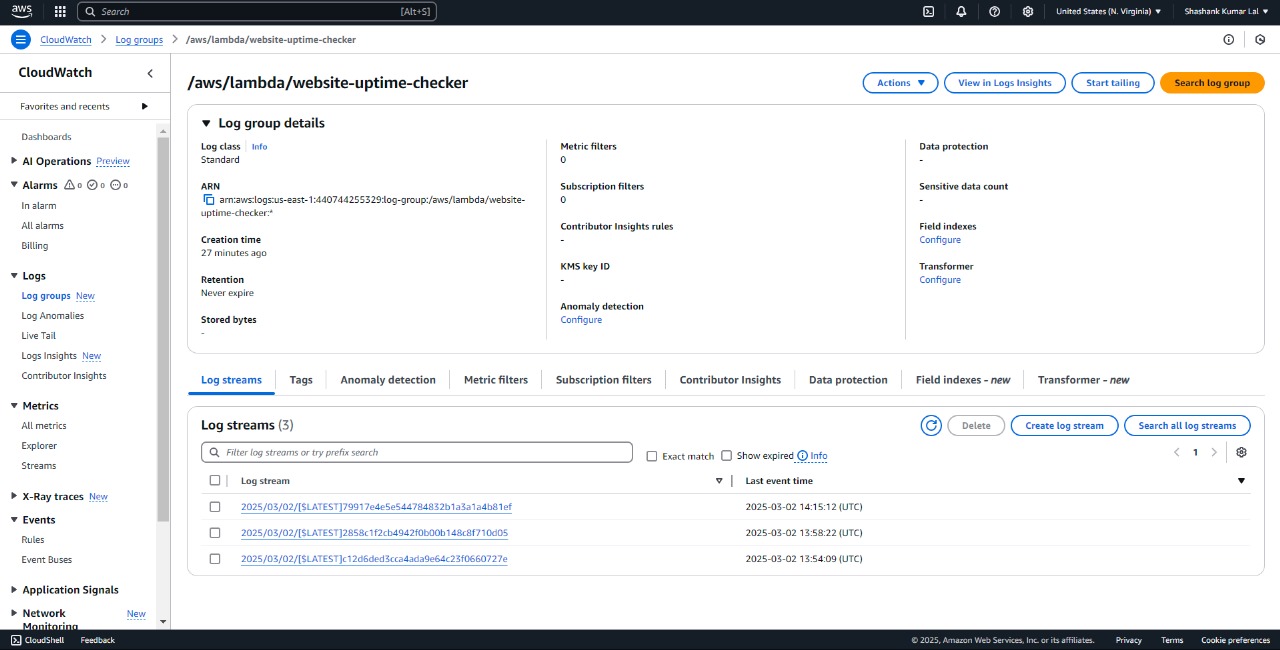 aws
Search [Alt+S]
United States (N. Virginia) Shashank Kumar Lal
CloudWatch Log groups /aws/lambda/website-uptime-checker
CloudWatch
Favorites and recents
Dashboards
AI Operations Preview
Alarms 0 0 0
In alarm
All alarms
Billing
Logs
Log groups New
Log Anomalies
Live Tail
Logs Insights New
Contributor Insights
Metrics
All metrics
Explorer
Streams
X-Ray traces New
Events
Rules
Event Buses
Application Signals
Network New
Monitoring
/aws/lambda/website-uptime-checker
Actions View in Logs Insights Start tailing Search log group
Log group details
Log class Info
Standard
ARN
arn:aws:logs:us-east-1:440744255329:log-group:/aws/lambda/website-
uptime-checker:*
Creation time
27 minutes ago
Retention
Never expire
Stored bytes
-
Metric filters
0
Subscription filters
0
Contributor Insights rules
-
KMS key ID
-
Anomaly detection
Configure
Data protection
-
Sensitive data count
-
Field indexes
Configure
Transformer
Configure
Log streams Tags Anomaly detection Metric filters Subscription filters Contributor Insights Data protection Field indexes - new Transformer - new
Log streams (3)
Delete Create log stream Search all log streams
Filter log streams or try prefix search Exact match Show expired Info
1
Log stream Last event time
2025/03/02/[$LATEST]79917e4e5e544784832b1a3a1a4b81ef 2025-03-02 14:15:12 (UTC)
2025/03/02/[$LATEST]2858c1f2cb4942f0b00b148c8f710d05 2025-03-02 13:58:22 (UTC)
2025/03/02/[$LATEST]c12d6ded3cca4ada9e64c23f0660727e 2025-03-02 13:54:09 (UTC)
CloudShell Feedback
© 2025, Amazon Web Services, Inc. or its affiliates. Privacy Terms Cookie preferences